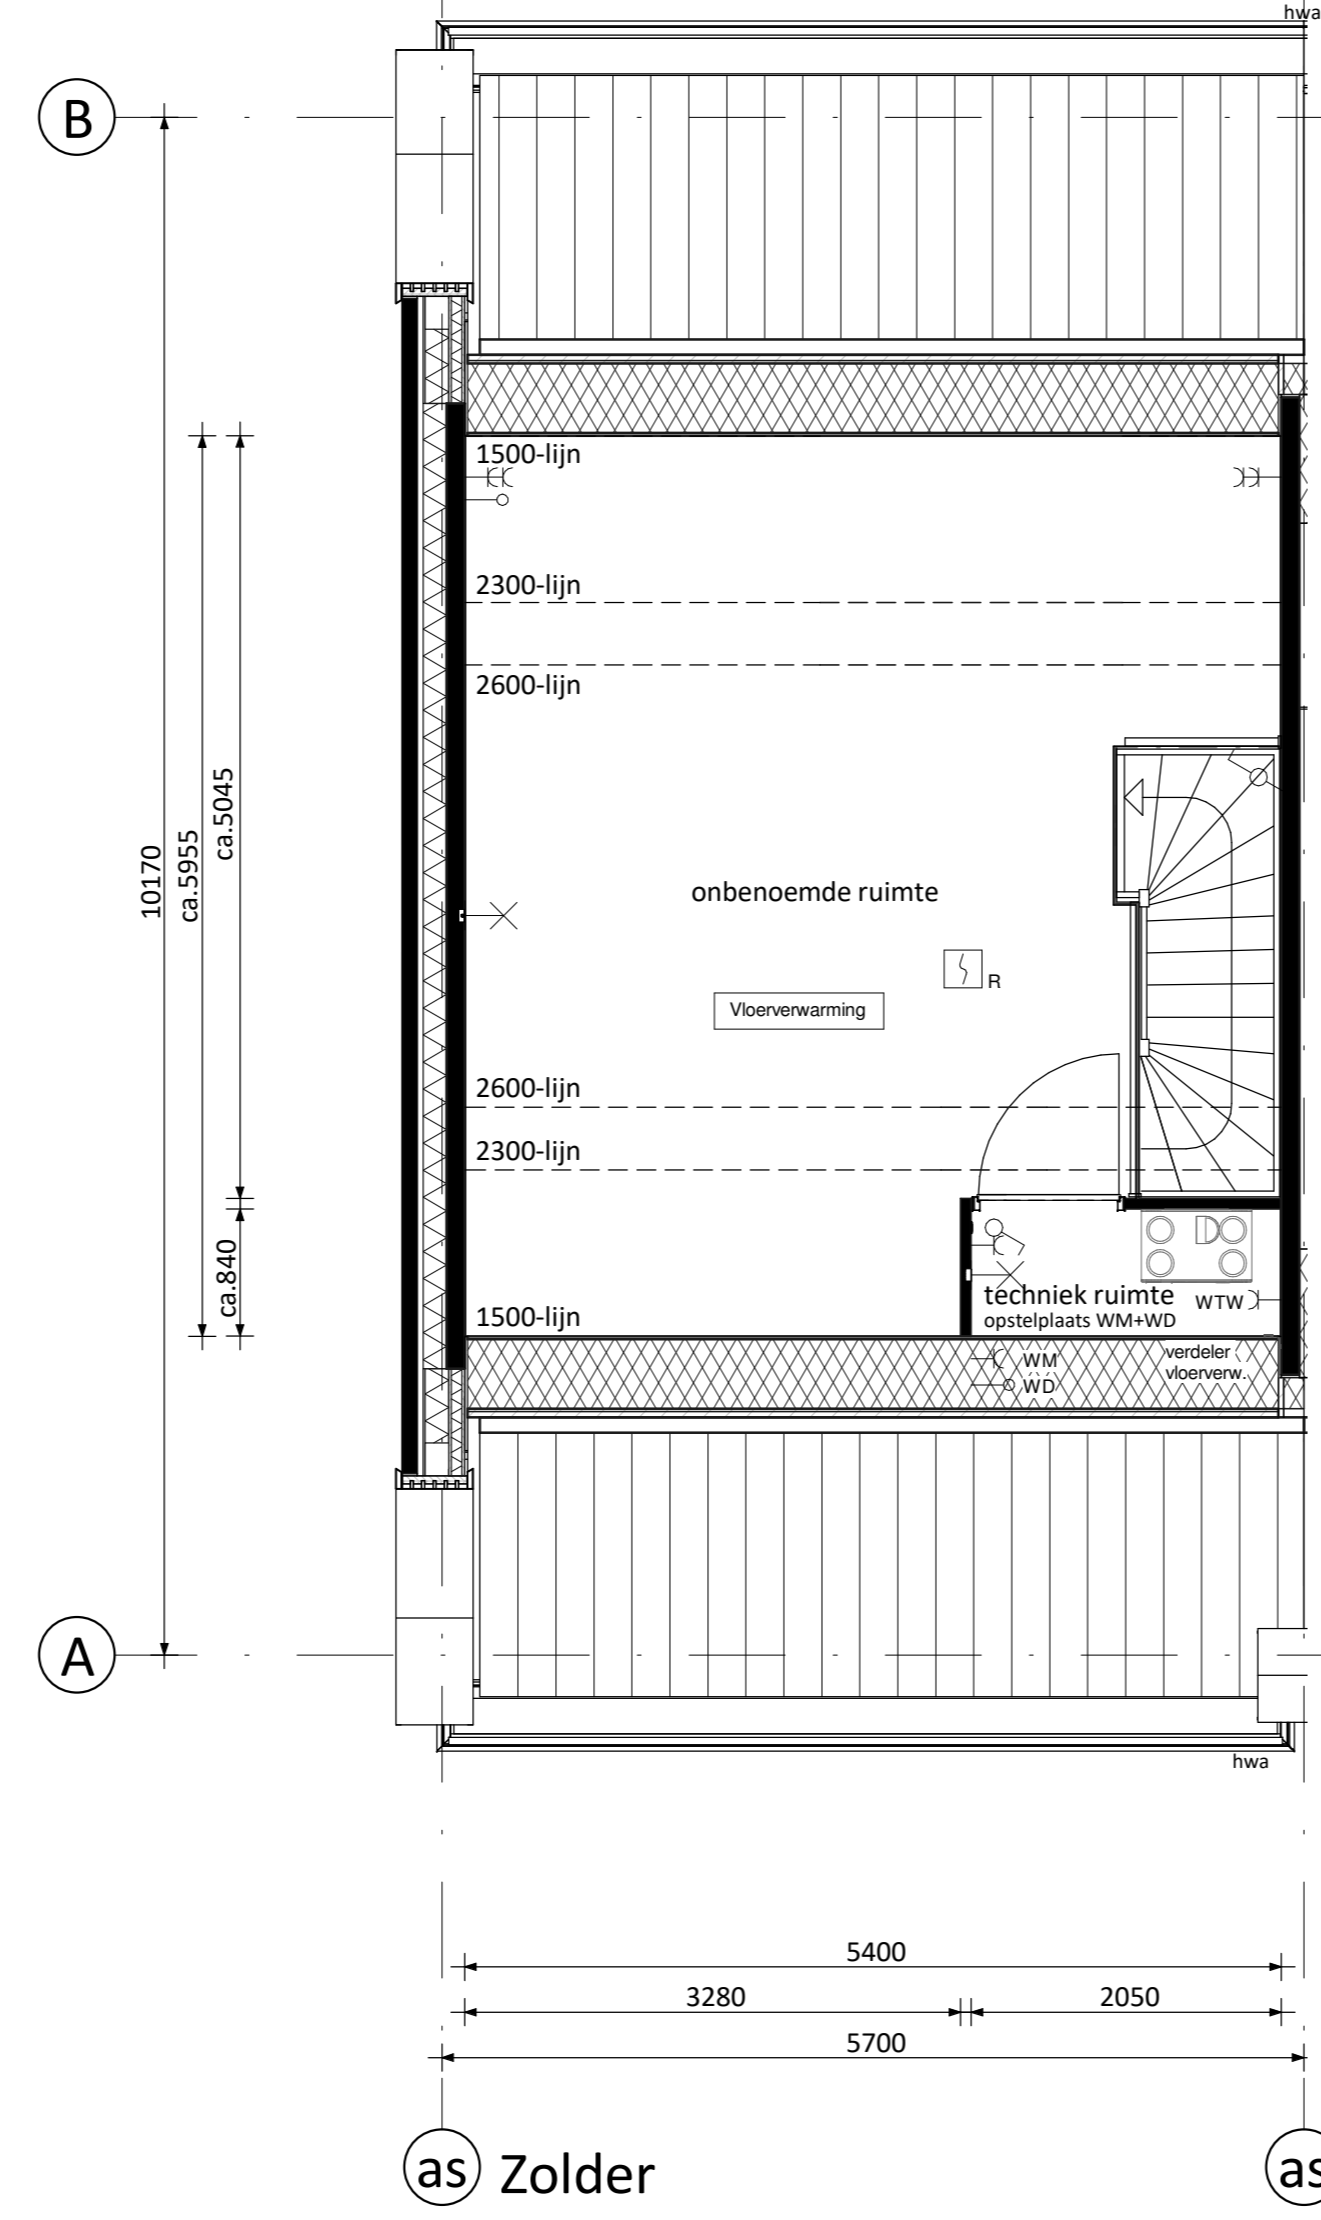 hwa
B
1500-lijn
2300-lijn
2600-lijn
10170
ca.5955
ca.5045
onbenoemde ruimte
R
Vloerverwarming
2600-lijn
2300-lijn
ca.840
techniek ruimte
WTW
1500-lijn
opstelplaats WM+WD
WM
WD
verdeler
vloerverw.
A
hwa
5400
3280
2050
5700
as
Zolder
as